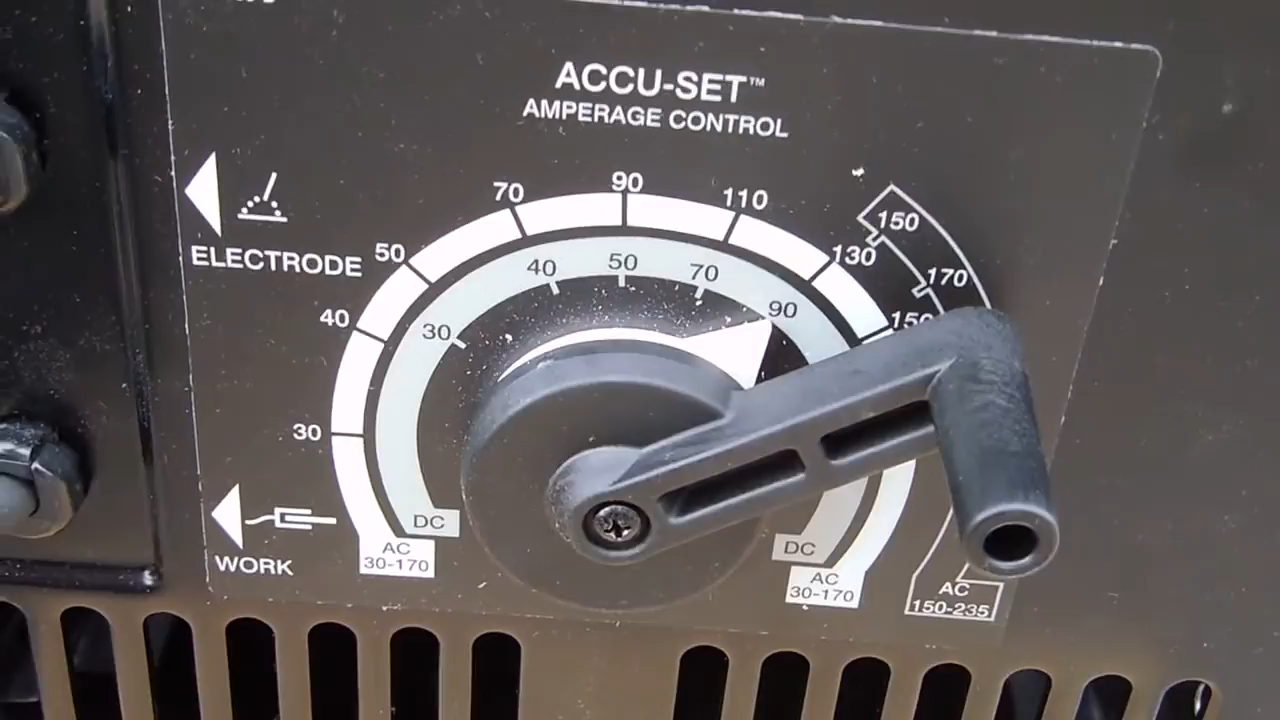 ACCU-SET™
AMPERAGE CONTROL
70
90
110
150
50
130
ELECTRODE
40
50
70
170
40
30
90
150
30
DC
DC
AC
30-170
AC
30-170
AC
150-235
WORK